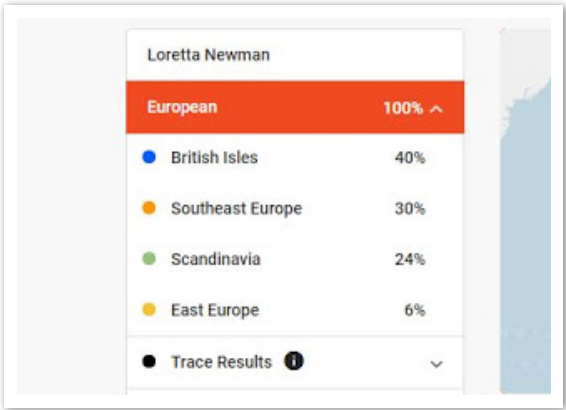 Loretta Newman
European 100%
British Isles 40%
Southeast Europe 30%
Scandinavia 24%
East Europe 6%
Trace Results i